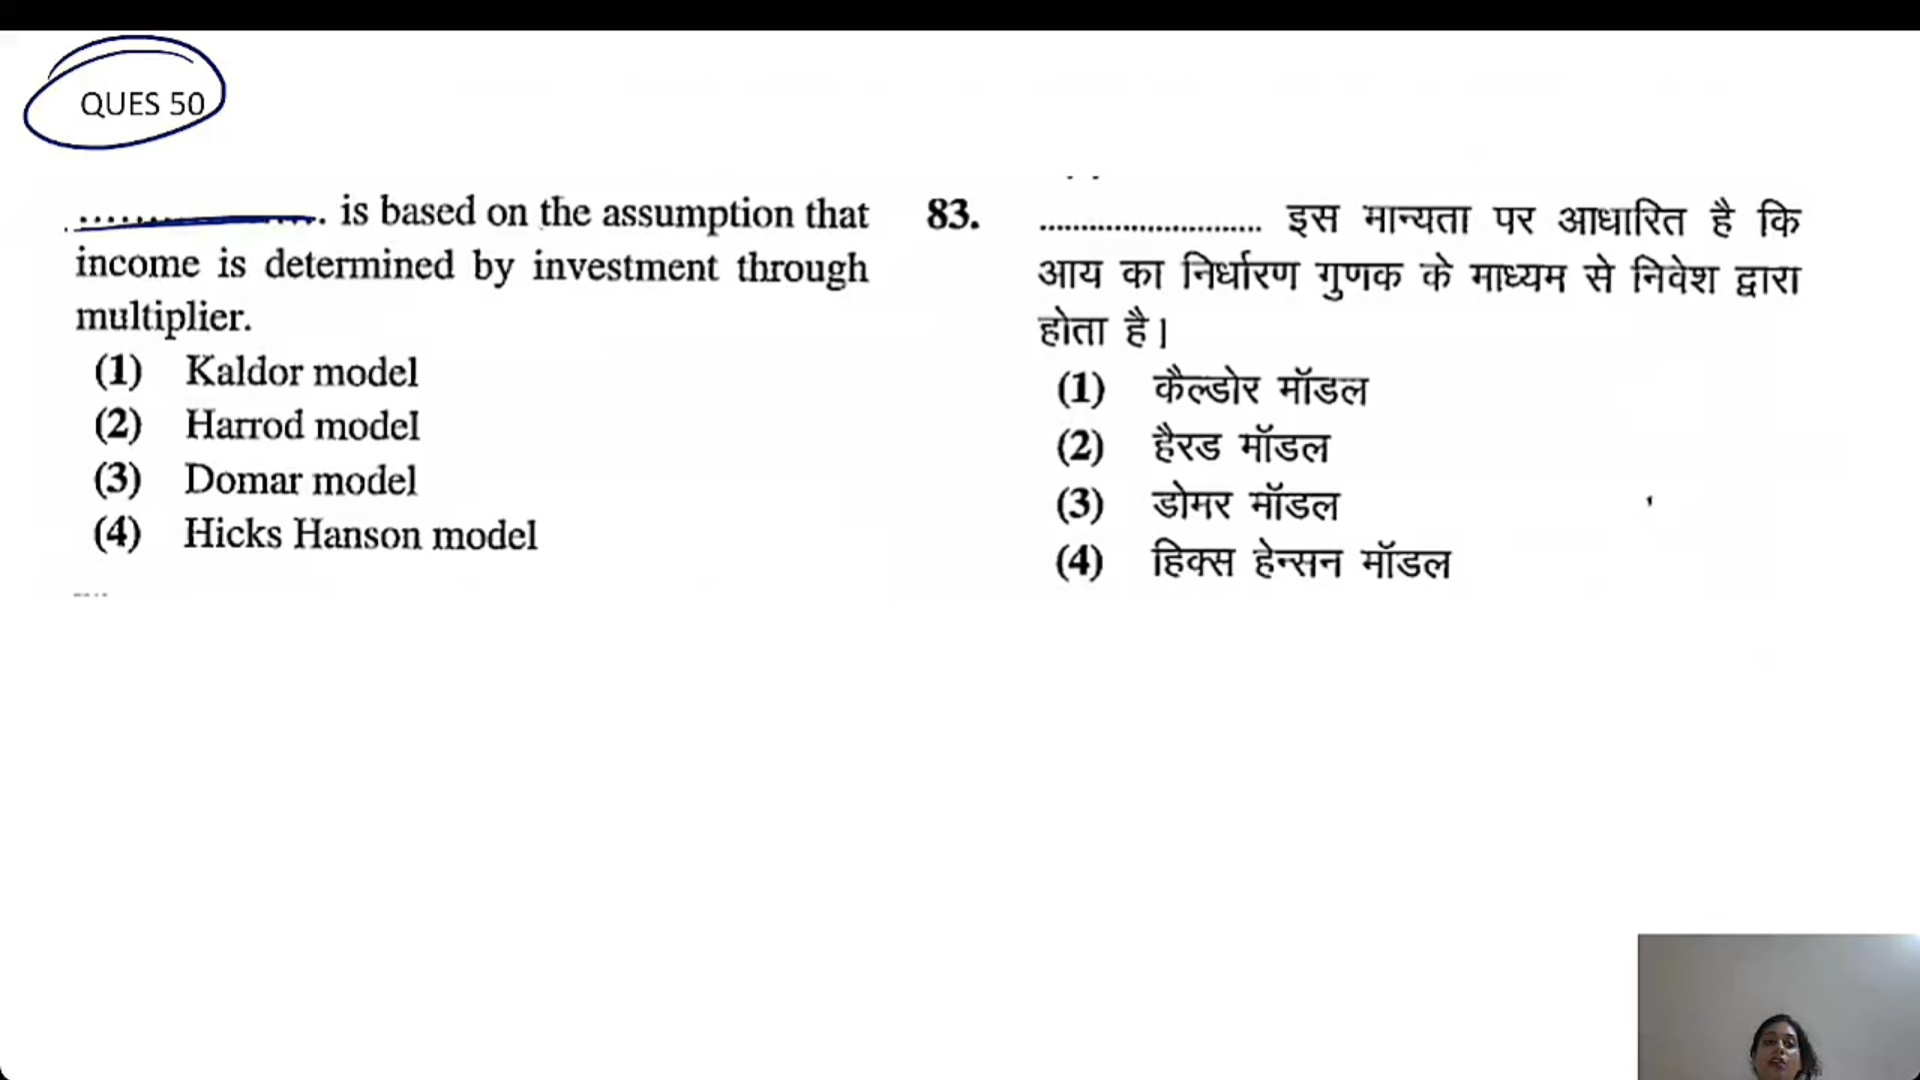 QUES 50
............................. is based on the assumption that
income is determined by investment through
multiplier.
(1) Kaldor model
(2) Harrod model
(3) Domar model
(4) Hicks Hanson model
83. ........................... इस मान्यता पर आधारित है कि
आय का निर्धारण गुणक के माध्यम से निवेश द्वारा
होता है।
(1) कैल्डोर मॉडल
(2) हैरड मॉडल
(3) डोमर मॉडल
(4) हिक्स हेन्सन मॉडल